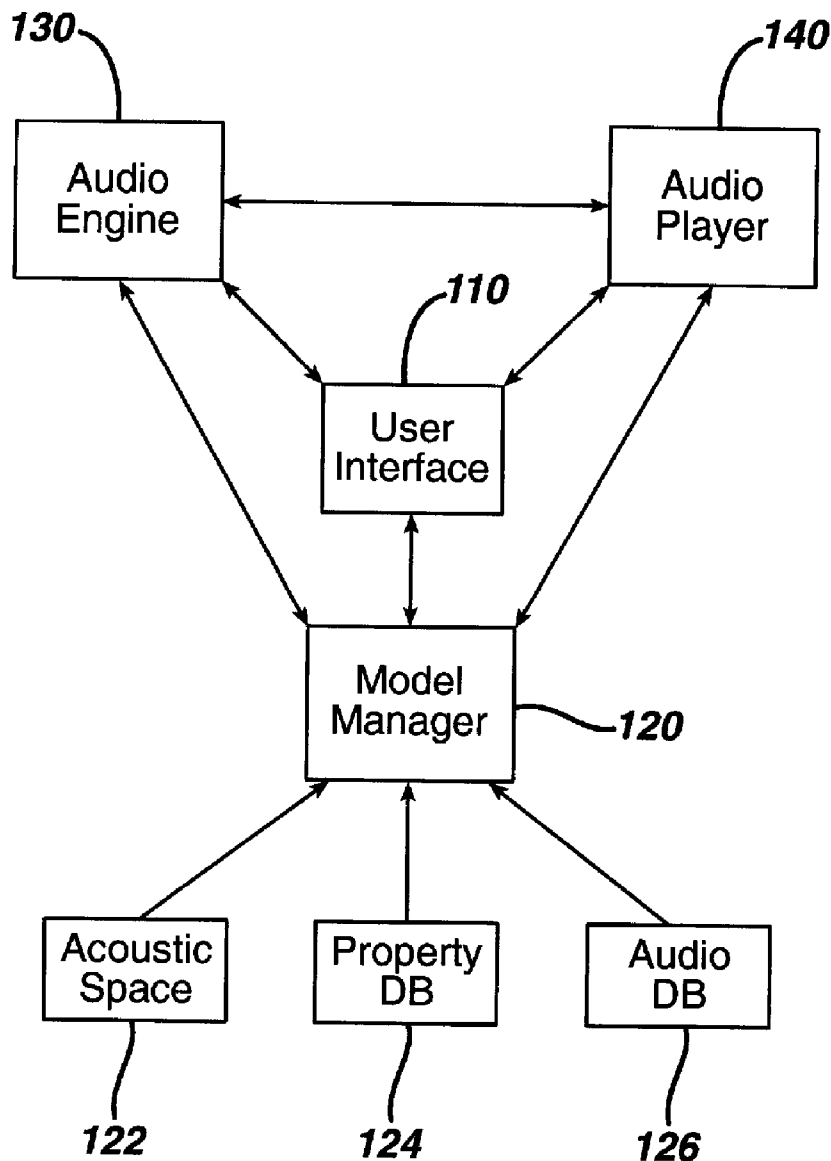 130
140
Audio
Engine
Audio
Player
110
User
Interface
Model
Manager
120
Acoustic
Space
Property
DB
Audio
DB
122
124
126